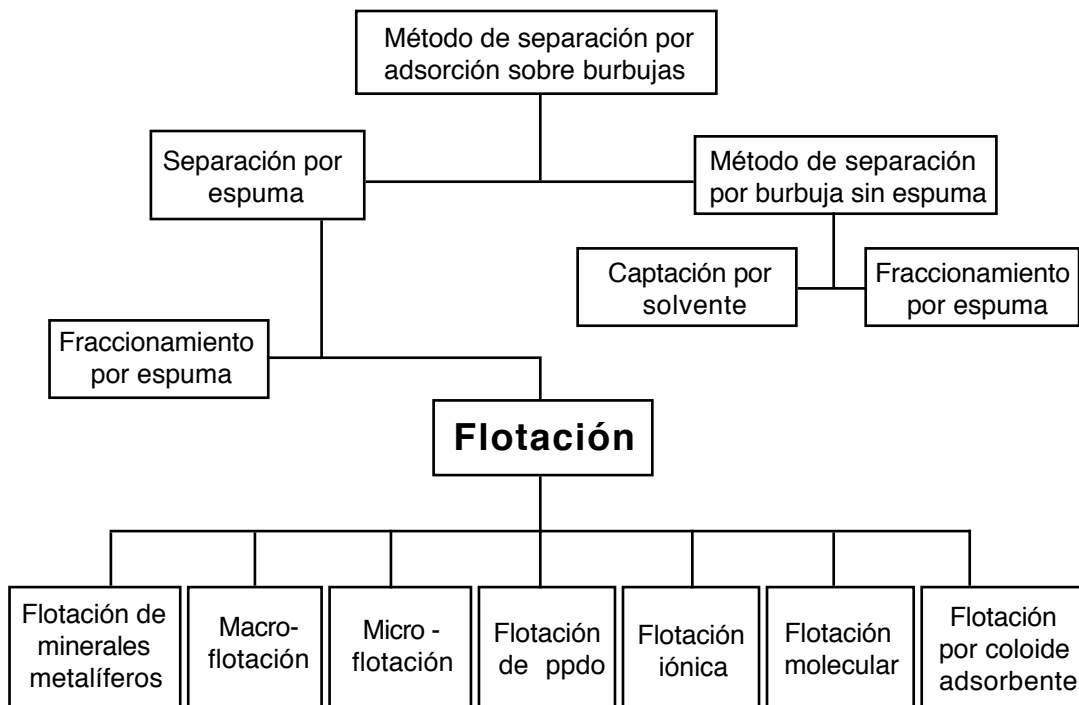 Método de separación por
adsorción sobre burbujas
Separación por
espuma
Método de separación
por burbuja sin espuma
Captación por
solvente
Fraccionamiento
por espuma
Fraccionamiento
por espuma
Flotación
Flotación de
minerales
metalíferos
Macro-
flotación
Micro -
flotación
Flotación
de ppdo
Flotación
iónica
Flotación
molecular
Flotación
por coloide
adsorbente